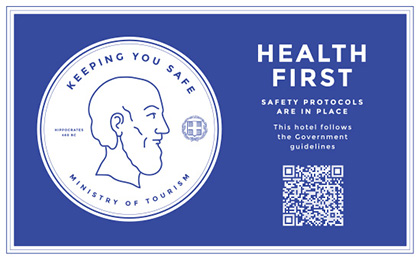 KEEPING YOU SAFE
HIPPOCRATES
460 BC
MINISTRY OF TOURISM
HEALTH
FIRST
SAFETY PROTOCOLS
ARE IN PLACE
This hotel follows
the Government
guidelines